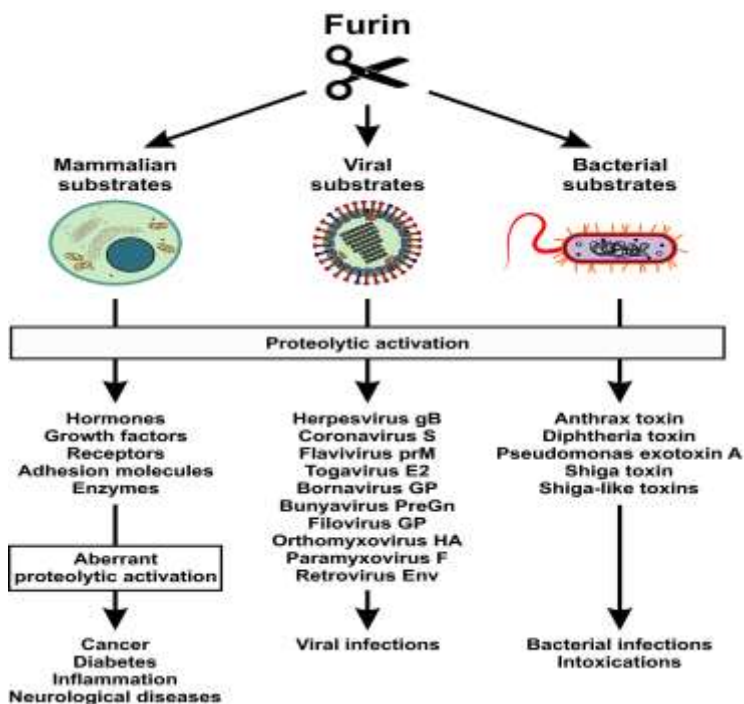 Furin
Mammalian
substrates
Viral
substrates
Bacterial
substrates
Proteolytic activation
Hormones
Growth factors
Receptors
Adhesion molecules
Enzymes
Herpesvirus gB
Coronavirus S
Flavivirus prM
Togavirus E2
Bornavirus GP
Bunyavirus PreGn
Filovirus GP
Orthomyxovirus HA
Paramyxovirus F
Retrovirus Env
Anthrax toxin
Diphtheria toxin
Pseudomonas exotoxin A
Shiga toxin
Shiga-like toxins
Aberrant
proteolytic activation
Cancer
Diabetes
Inflammation
Neurological diseases
Viral infections
Bacterial infections
Intoxications